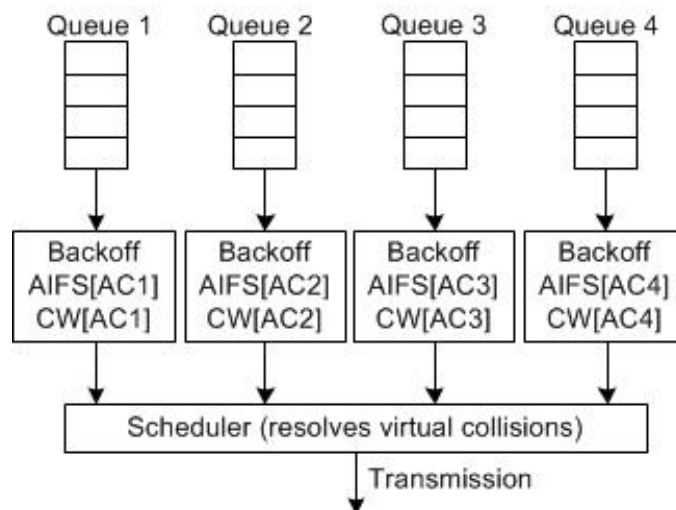 Queue 1
Queue 2
Queue 3
Queue 4
Backoff
AIFS[AC1]
CW[AC1]
Backoff
AIFS[AC2]
CW[AC2]
Backoff
AIFS[AC3]
CW[AC3]
Backoff
AIFS[AC4]
CW[AC4]
Scheduler (resolves virtual collisions)
Transmission